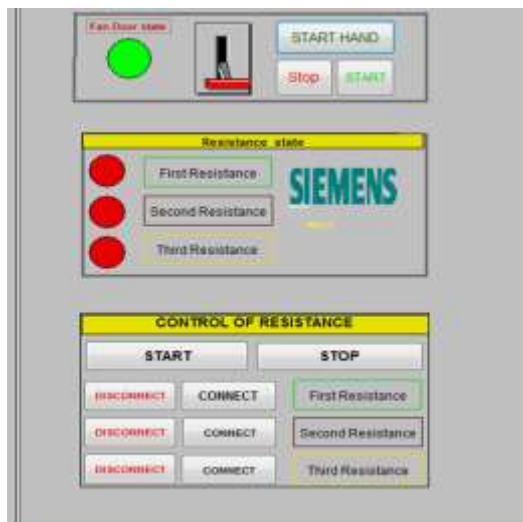 Fan Door state
START HAND
Stop START
Resistance state
First Resistance
SIEMENS
Second Resistance
Third Resistance
CONTROL OF RESISTANCE
START STOP
DISCONNECT CONNECT First Resistance
DISCONNECT CONNECT Second Resistance
DISCONNECT CONNECT Third Resistance